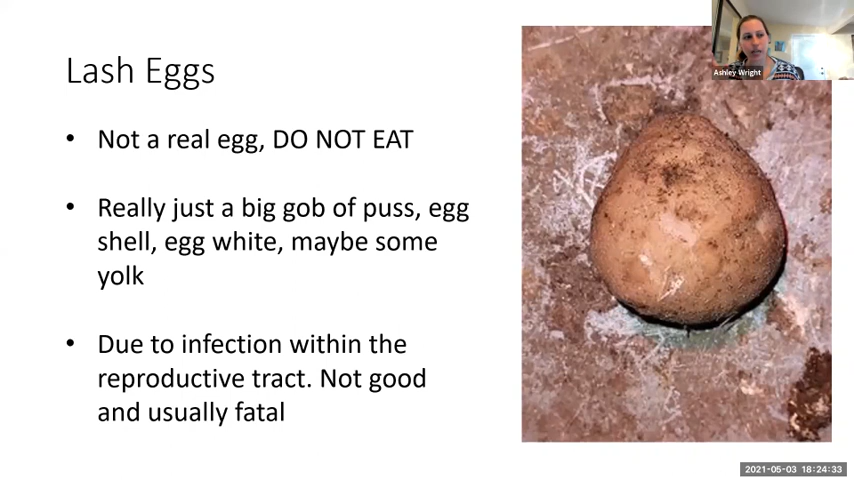 Ashley Wright
Lash Eggs
• Not a real egg, DO NOT EAT
• Really just a big gob of puss, egg
shell, egg white, maybe some
yolk
• Due to infection within the
reproductive tract. Not good
and usually fatal
2021-05-03 18:24:33